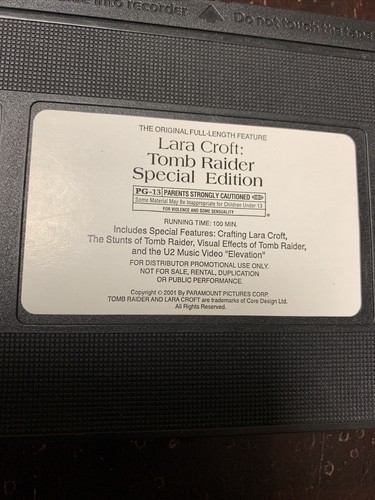 into recorder
Do not touch the tape
THE ORIGINAL FULL-LENGTH FEATURE
Lara Croft:
Tomb Raider
Special Edition
PG-13 PARENTS STRONGLY CAUTIONED
Some Material May Be Inappropriate for Children Under 13
FOR VIOLENCE AND SOME SENSUALITY
®
RUNNING TIME: 100 MIN.
Includes Special Features: Crafting Lara Croft,
The Stunts of Tomb Raider, Visual Effects of Tomb Raider,
and the U2 Music Video "Elevation"
FOR DISTRIBUTOR PROMOTIONAL USE ONLY.
NOT FOR SALE, RENTAL, DUPLICATION
OR PUBLIC PERFORMANCE.
Copyright © 2001 By PARAMOUNT PICTURES CORP.
TOMB RAIDER AND LARA CROFT are trademarks of Core Design Ltd.
All Rights Reserved.